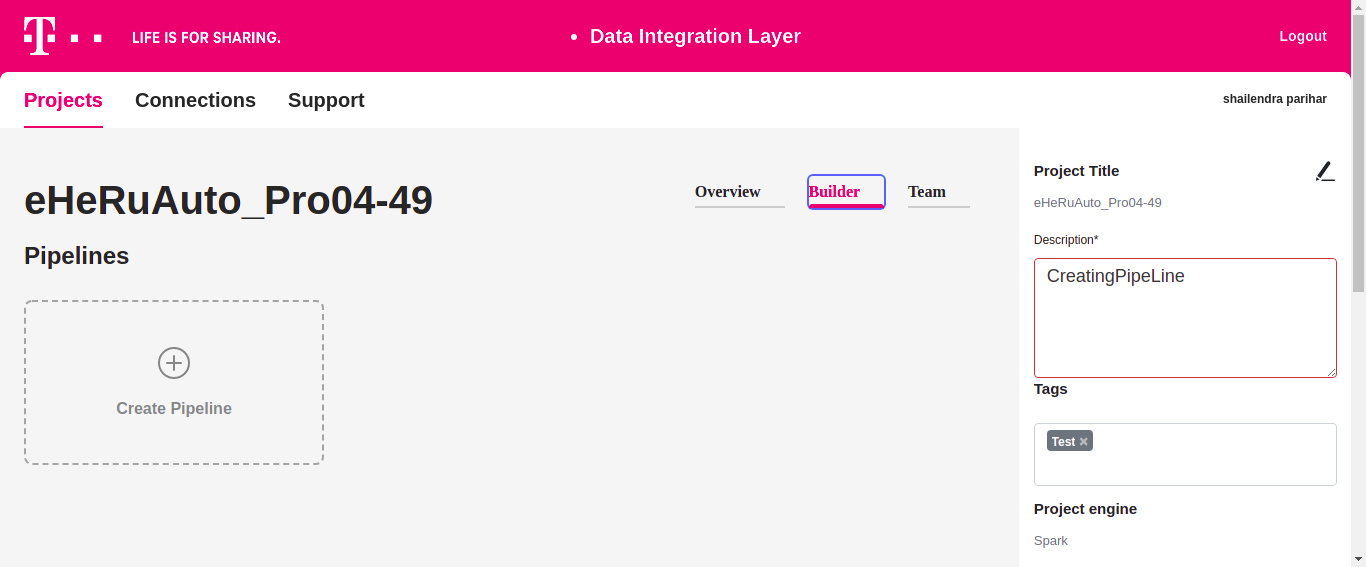 T
LIFE IS FOR SHARING.
Data Integration Layer
Logout
Projects
Connections
Support
shailendra parihar
eHeRuAuto_Pro04-49
Overview
Builder
Team
Pipelines
Create Pipeline
Project Title
eHeRuAuto_Pro04-49
Description*
CreatingPipeLine
Tags
Test ×
Project engine
Spark